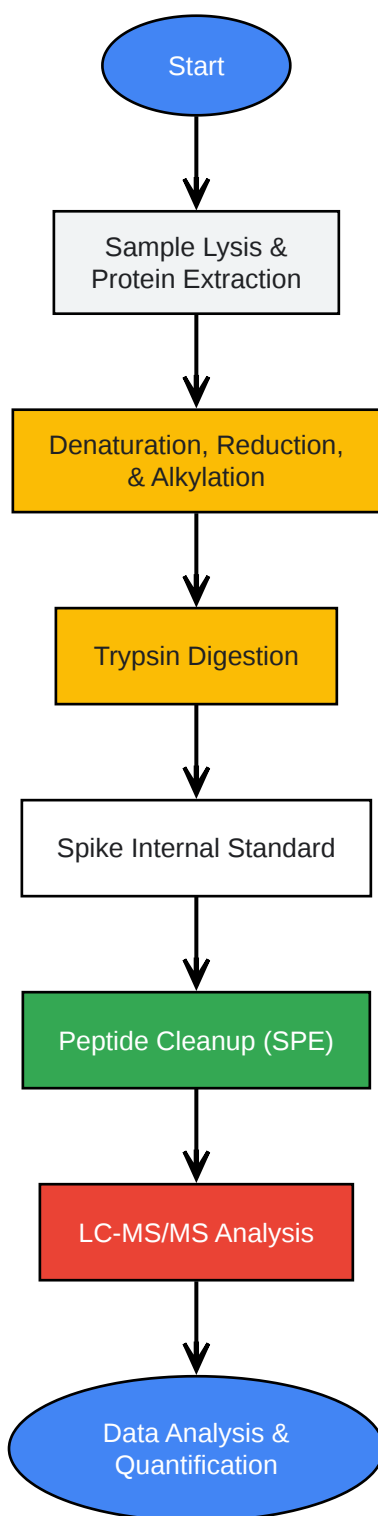 Start
Sample Lysis &
Protein Extraction
Denaturation, Reduction,
& Alkylation
Trypsin Digestion
Spike Internal Standard
Peptide Cleanup (SPE)
LC-MS/MS Analysis
Data Analysis &
Quantification